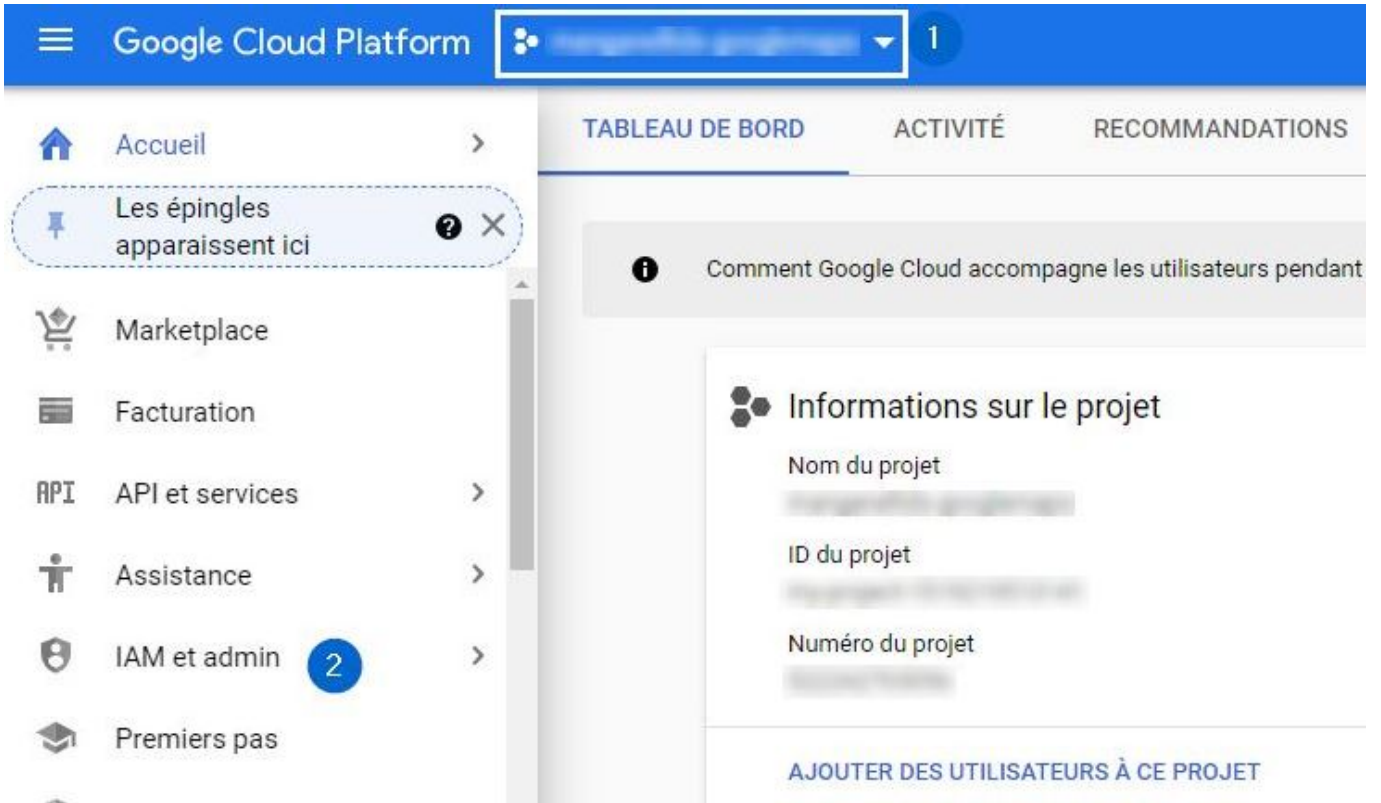 Google Cloud Platform
1
TABLEAU DE BORD
ACTIVITÉ
RECOMMANDATIONS
Accueil
Les épingles
apparaissent ici
Marketplace
Facturation
API
API et services
Assistance
IAM et admin
2
Premiers pas
Comment Google Cloud accompagne les utilisateurs pendant
Informations sur le projet
Nom du projet
ID du projet
Numéro du projet
AJOUTER DES UTILISATEURS À CE PROJET